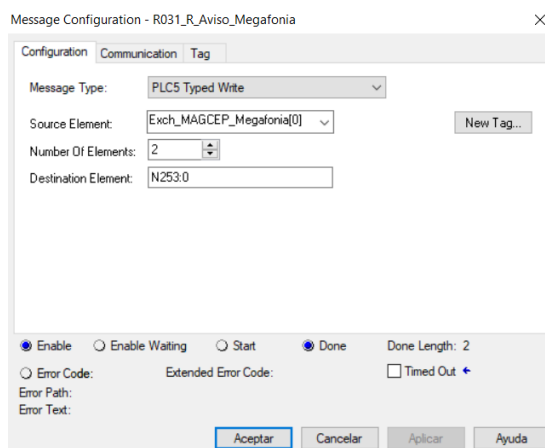 Message Configuration - R031_R_Aviso_Megafonia
Configuration Communication Tag
Message Type: PLC5 Typed Write
Source Element: Exch_MAGCEP_Megafonia[0] New Tag...
Number Of Elements: 2
Destination Element: N253:0
Enable Enable Waiting Start Done Done Length: 2
Error Code: Extended Error Code: Timed Out
Error Path:
Error Text:
Aceptar Cancelar Aplicar Ayuda